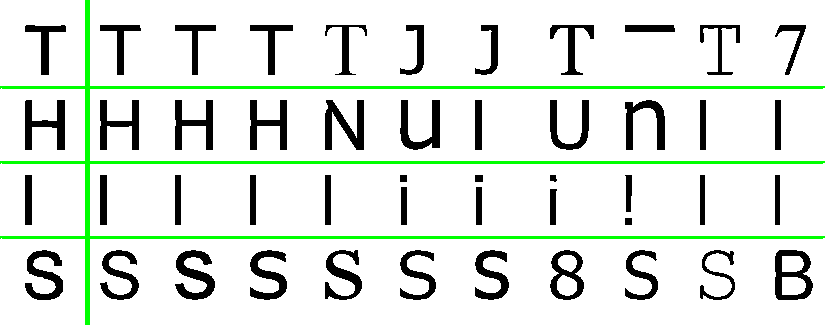 T T T T T J J T — T 7
H H H H N u I U n I I
I I I I I i i i ! I I
S S S S S S S 8 S S B